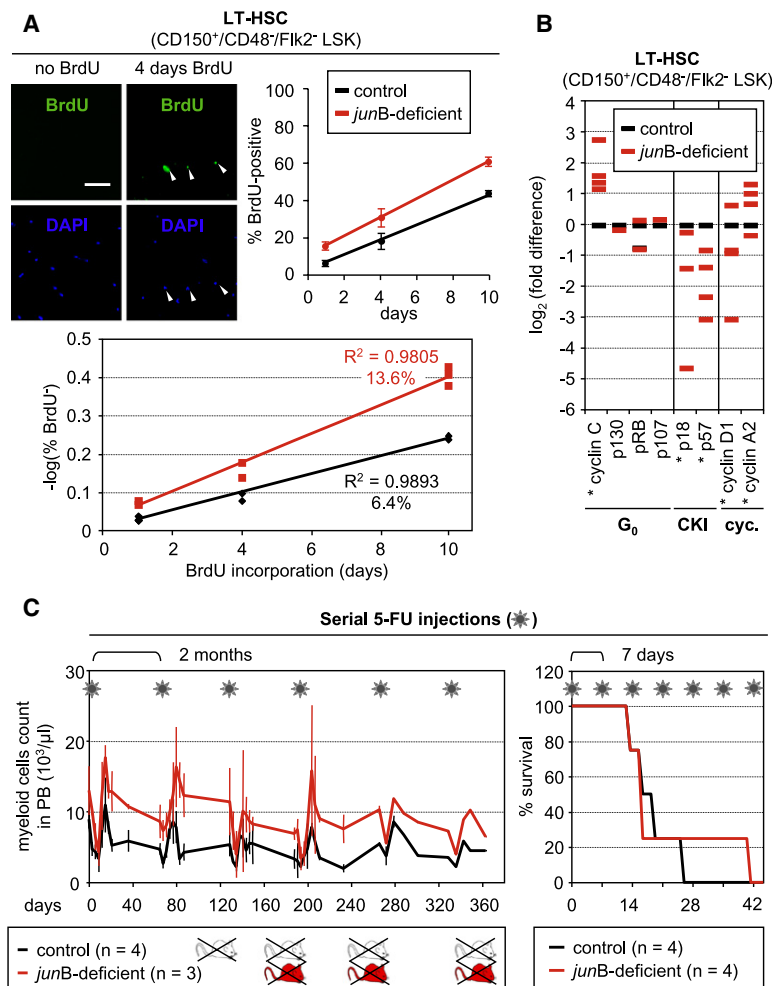 A
LT-HSC
(CD150+/CD48-/Flk2- LSK)
no BrdU
4 days BrdU
BrdU
BrdU
DAPI
DAPI
% BrdU-positive
100
80
60
40
20
0
control
junB-deficient
0 2 4 6 8 10
days
-log(% BrdU-)
0.5
0.4
0.3
0.2
0.1
0
R2 = 0.9805
13.6%
R2 = 0.9893
6.4%
0 2 4 6 8 10
BrdU incorporation (days)
B
LT-HSC
(CD150+/CD48-/Flk2- LSK)
log2 (fold difference)
4
3
2
1
0
-1
-2
-3
-4
-5
-6
control
junB-deficient
* cyclin C
p130
pRB
p107
* p18
* p57
* cyclin D1
* cyclin A2
G0
CKI
cyc.
C
Serial 5-FU injections ( )
2 months
myeloid cells count
in PB (103/µl)
30
20
10
0
days 0 40 80 120 160 200 240 280 320 360
control (n = 4)
junB-deficient (n = 3)
7 days
% survival
120
100
80
60
40
20
0
0 14 28 42
control (n = 4)
junB-deficient (n = 4)